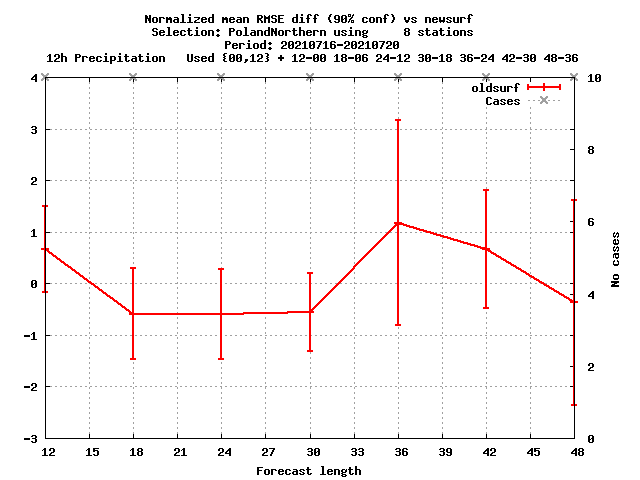 Normalized mean RMSE diff (90% conf) vs newsurf
Selection: PolandNorthern using     8 stations
Period: 20210716-20210720
12h Precipitation   Used {00,12} + 12-00 18-06 24-12 30-18 36-24 42-30 48-36
oldsurf
Cases
4
3
2
1
0
-1
-2
-3
10
8
6
4
2
0
No cases
12 15 18 21 24 27 30 33 36 39 42 45 48
Forecast length